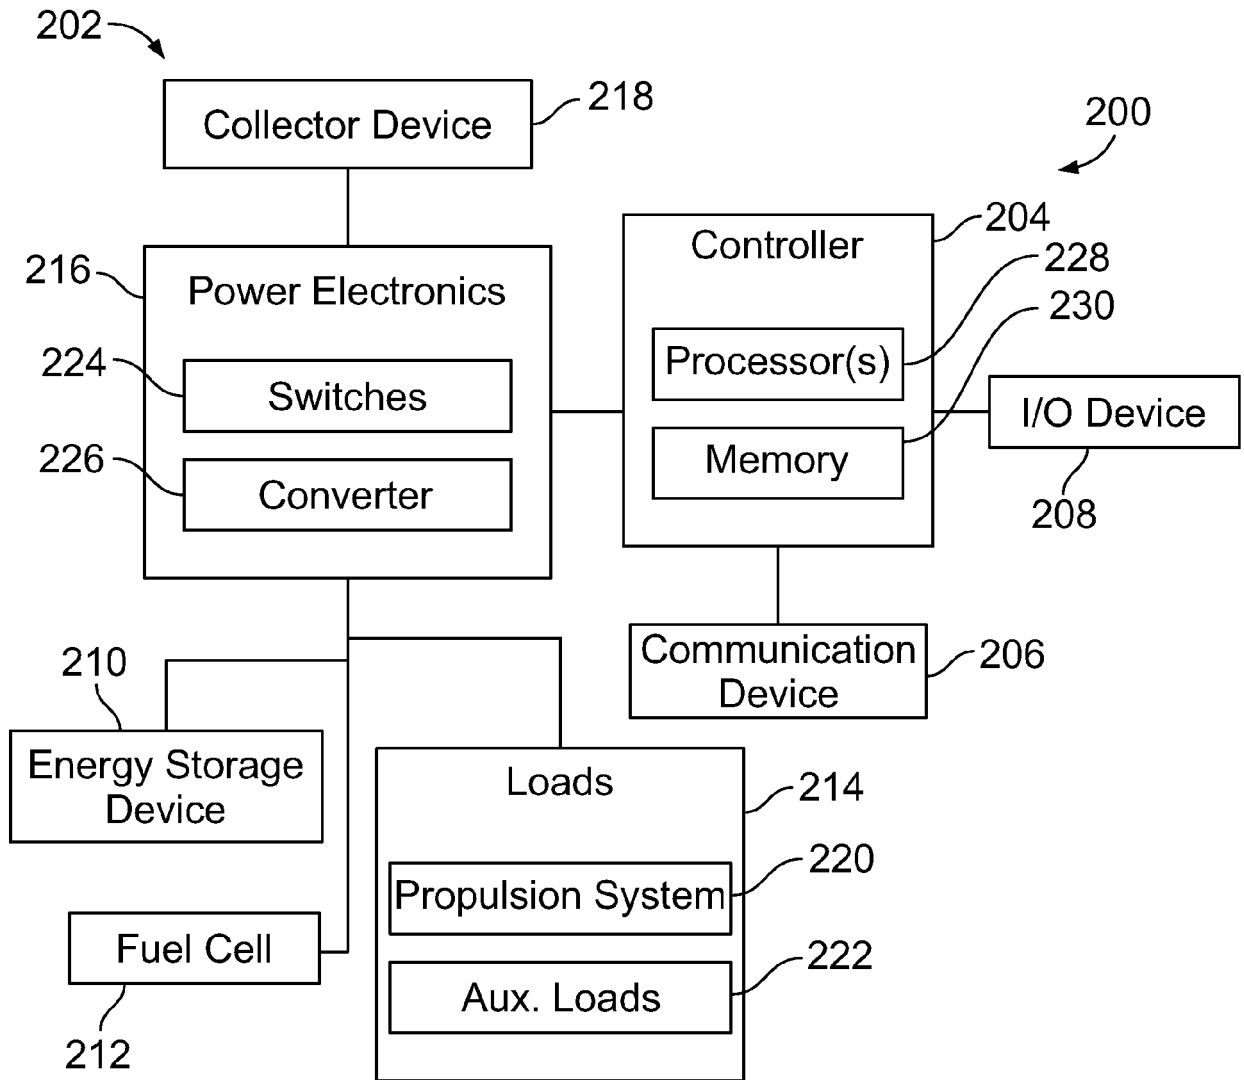 202
Collector Device
218
200
204
Controller
228
216
Power Electronics
230
Processor(s)
224
Switches
I/O Device
226
Converter
Memory
208
Communication
Device
206
210
Energy Storage
Device
Loads
214
220
Propulsion System
Fuel Cell
222
Aux. Loads
212